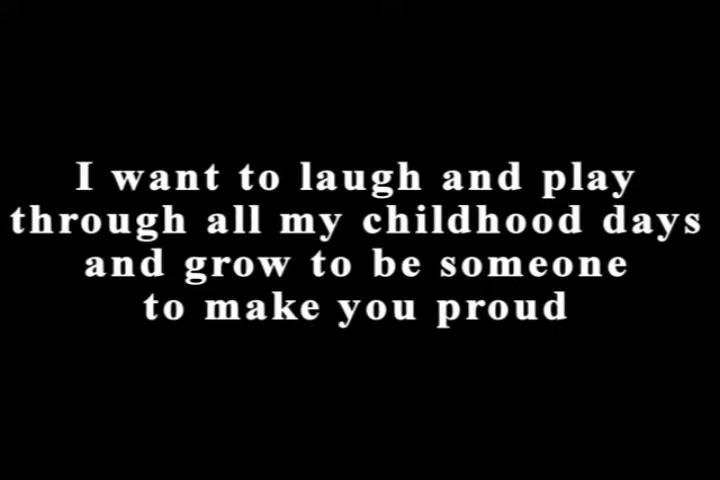 I want to laugh and play
through all my childhood days
and grow to be someone
to make you proud